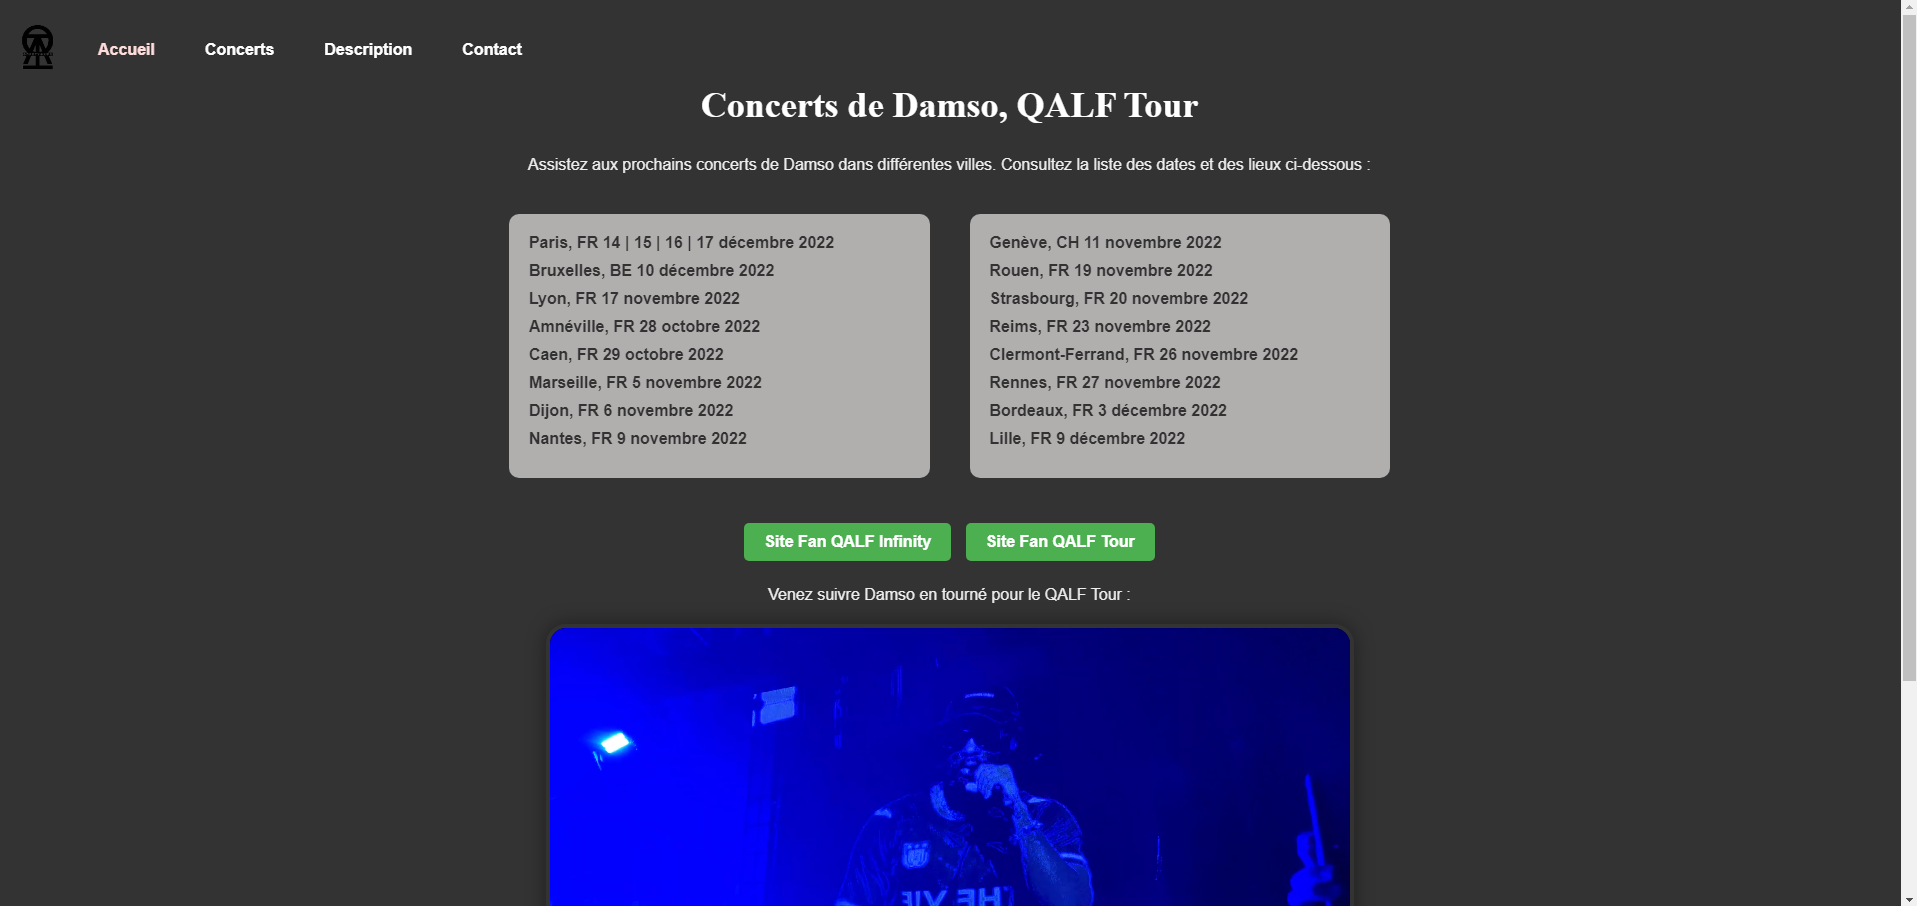 Accueil Concerts Description Contact
Concerts de Damso, QALF Tour
Assistez aux prochains concerts de Damso dans différentes villes. Consultez la liste des dates et des lieux ci-dessous :
Paris, FR 14 | 15 | 16 | 17 décembre 2022
Bruxelles, BE 10 décembre 2022
Lyon, FR 17 novembre 2022
Amnéville, FR 28 octobre 2022
Caen, FR 29 octobre 2022
Marseille, FR 5 novembre 2022
Dijon, FR 6 novembre 2022
Nantes, FR 9 novembre 2022
Genève, CH 11 novembre 2022
Rouen, FR 19 novembre 2022
Strasbourg, FR 20 novembre 2022
Reims, FR 23 novembre 2022
Clermont-Ferrand, FR 26 novembre 2022
Rennes, FR 27 novembre 2022
Bordeaux, FR 3 décembre 2022
Lille, FR 9 décembre 2022
Site Fan QALF Infinity Site Fan QALF Tour
Venez suivre Damso en tourné pour le QALF Tour :